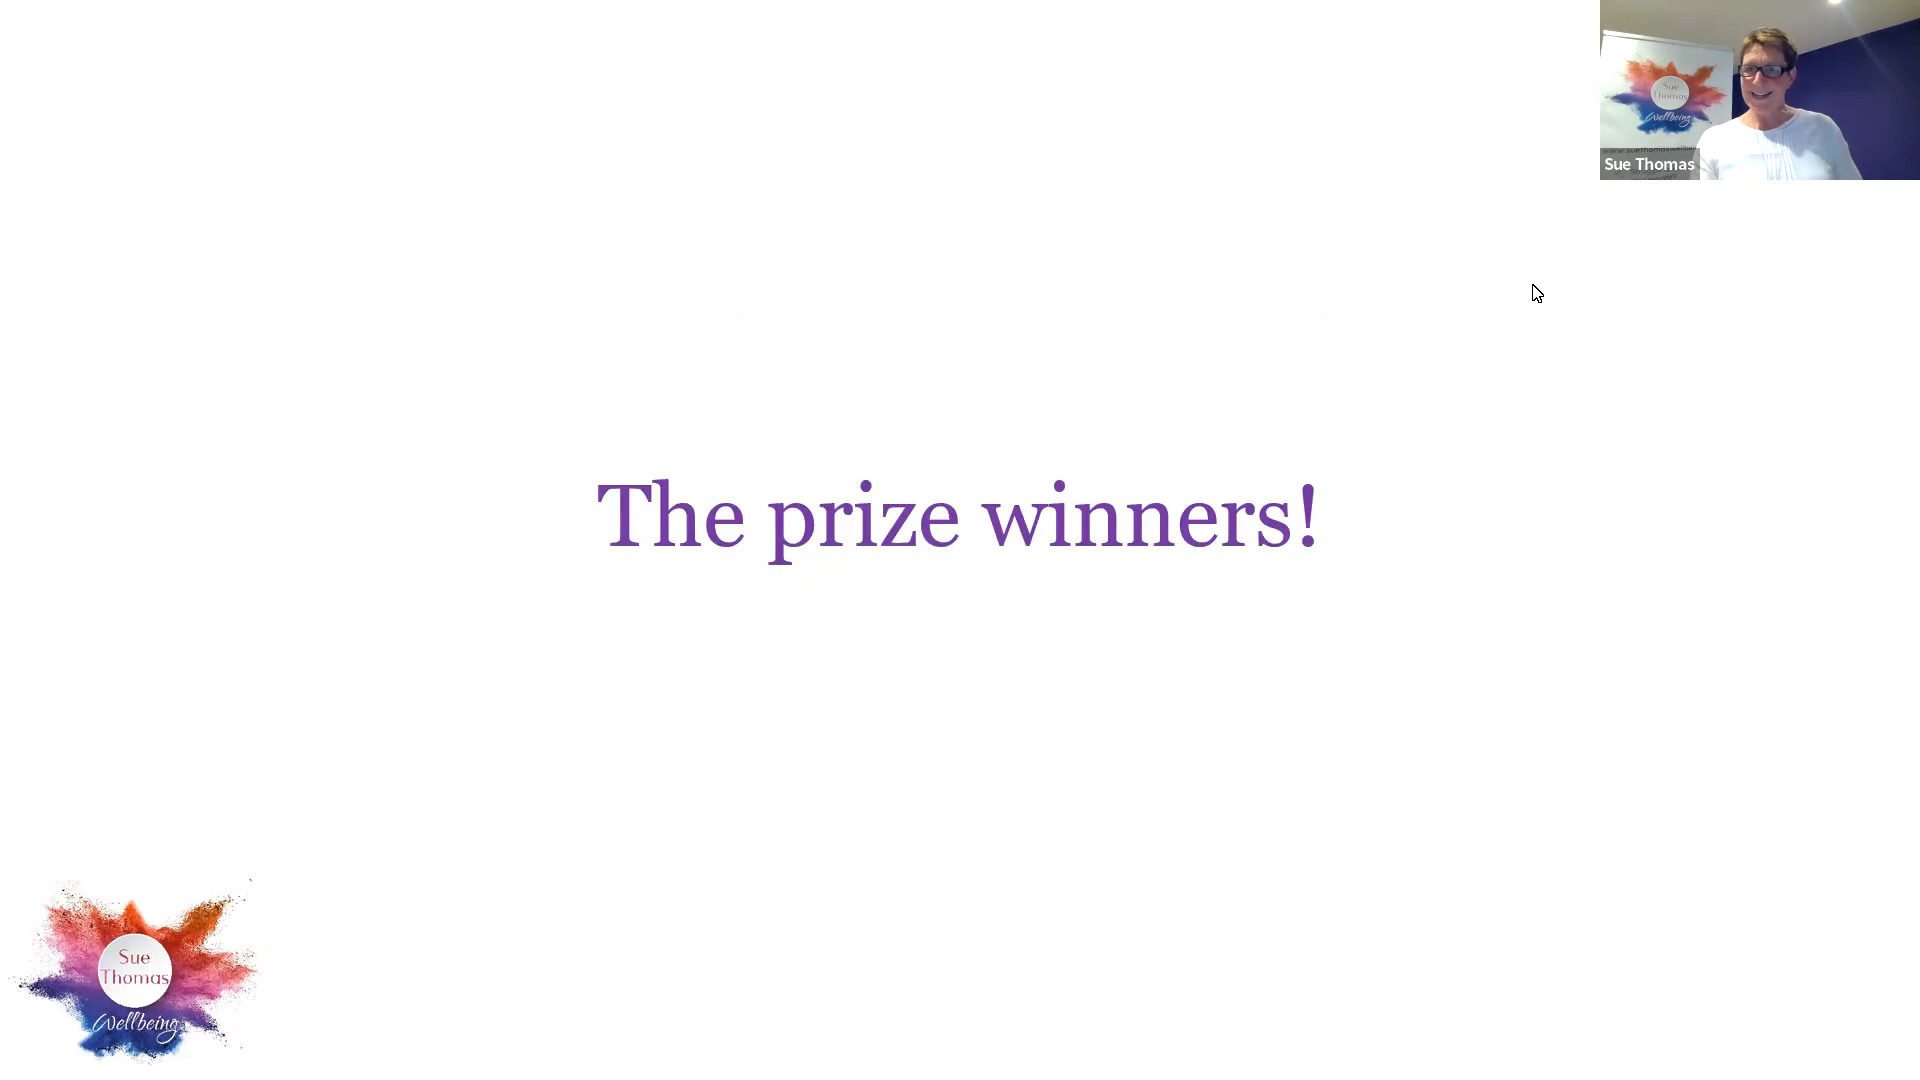 Sue
Thomas
Wellbeing
Sue Thomas
The prize winners!
Sue
Thomas
Wellbeing